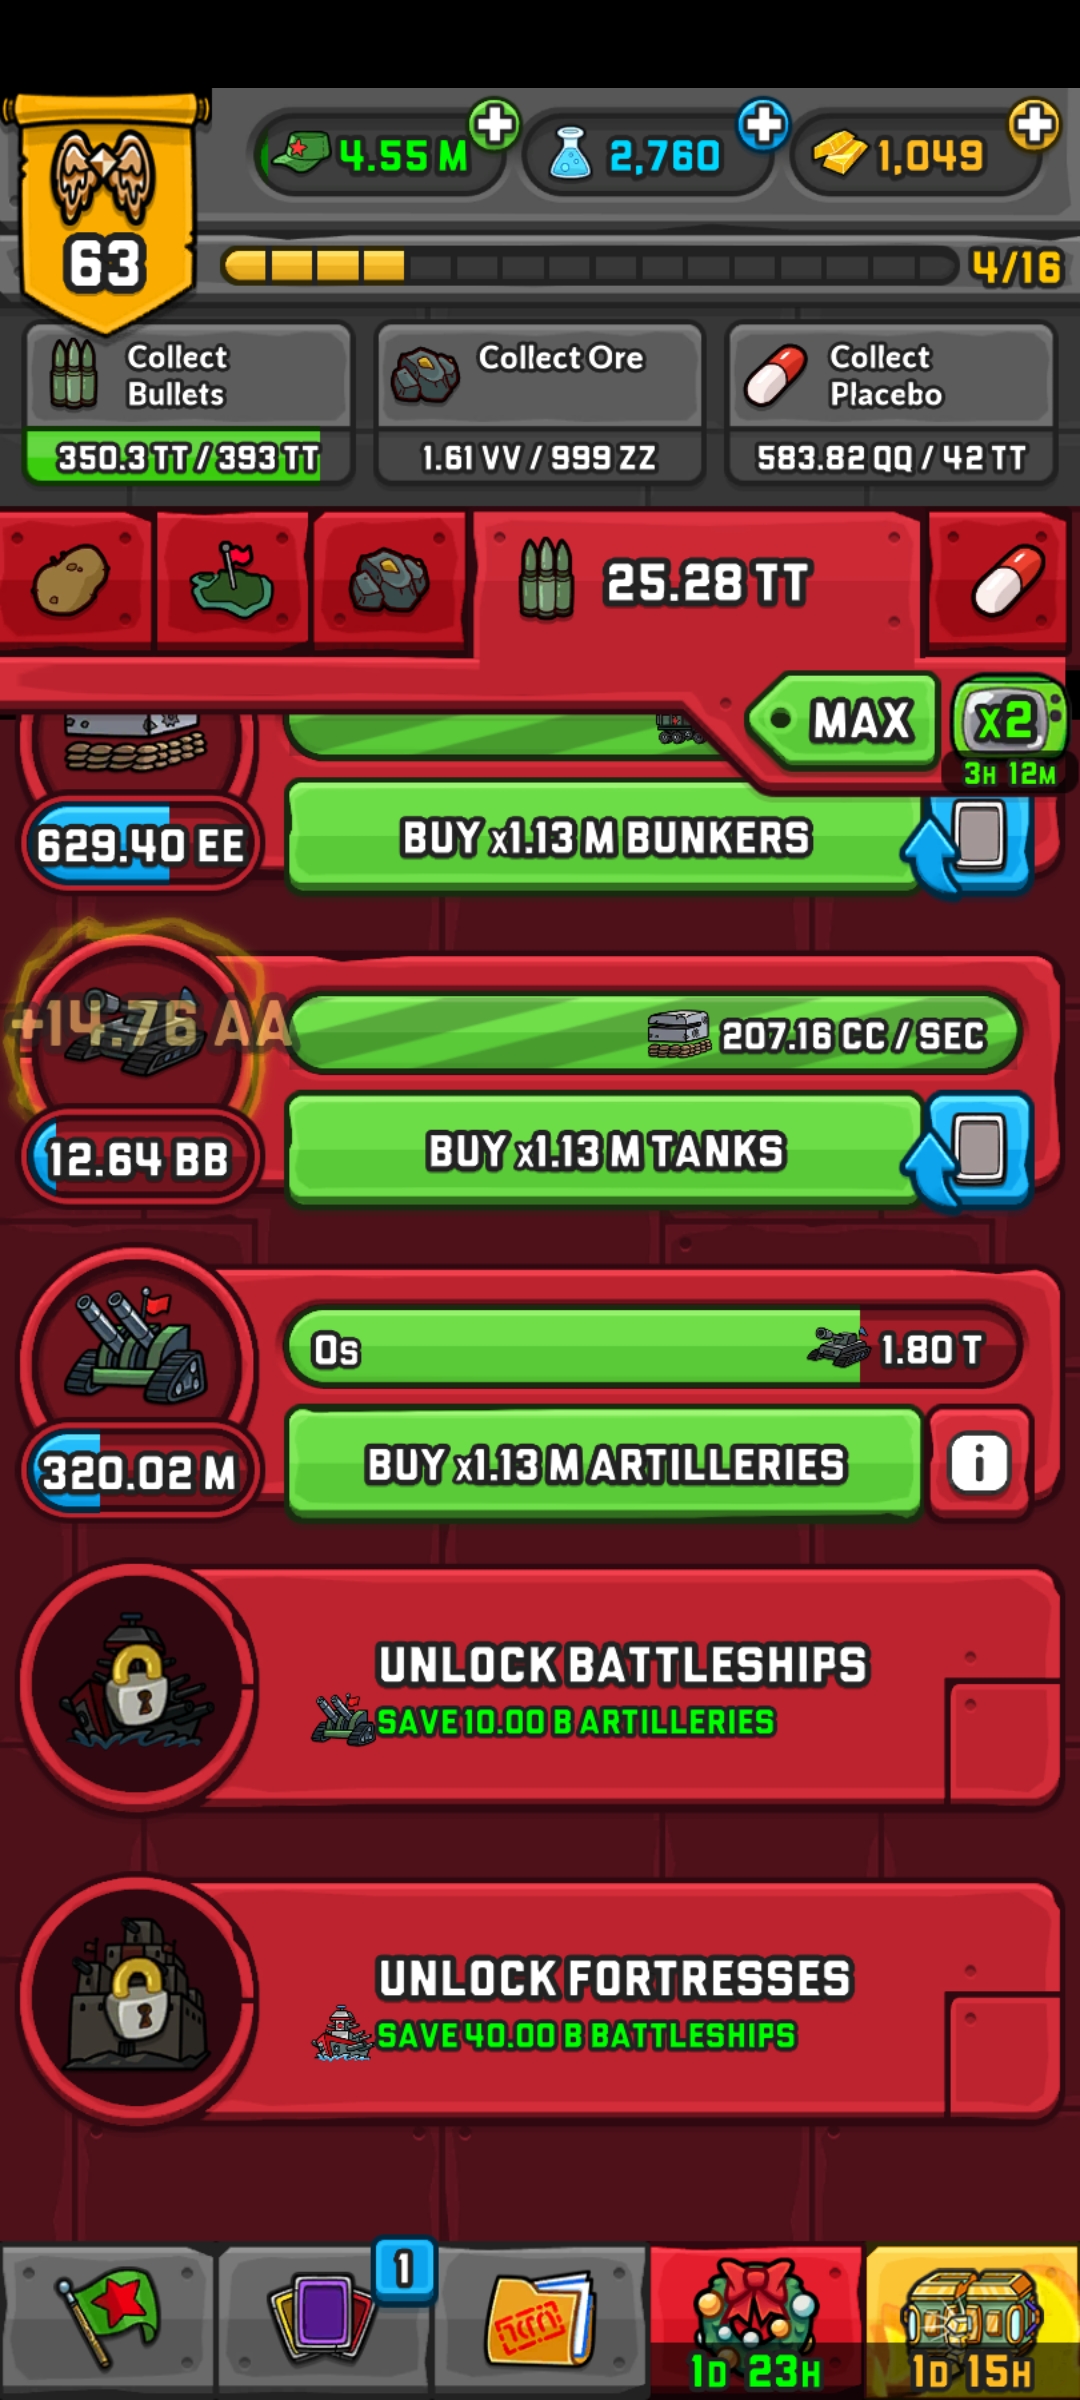 4.55 M
2,760
1,049
63
4/16
Collect
Bullets
350.3 TT / 393 TT
Collect Ore
1.61 VV / 999 ZZ
Collect
Placebo
583.82 QQ / 42 TT
25.28 TT
MAX
x2
3H 12M
629.40 EE
BUY x1.13 M BUNKERS
+14.76 AA
207.16 CC / SEC
12.64 BB
BUY x1.13 M TANKS
0s
1.80 T
320.02 M
BUY x1.13 M ARTILLERIES
i
UNLOCK BATTLESHIPS
SAVE 10.00 B ARTILLERIES
UNLOCK FORTRESSES
SAVE 40.00 B BATTLESHIPS
1
1D 23H
1D 15H